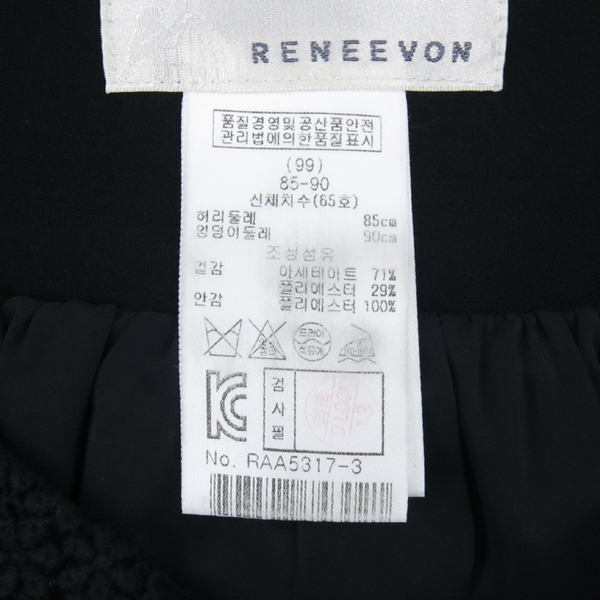 RENEEVON
품질경영및공산품안전
관리법에의한품질표시
(99)
85-90
신체치수(65호)
허리둘레 85cm
엉덩이둘레 90cm
조성섬유
겉감 아세테이트 71%
폴리에스터 29%
안감 폴리에스터 100%
드라이
석유계
검
사
필
No. RAA5317-3